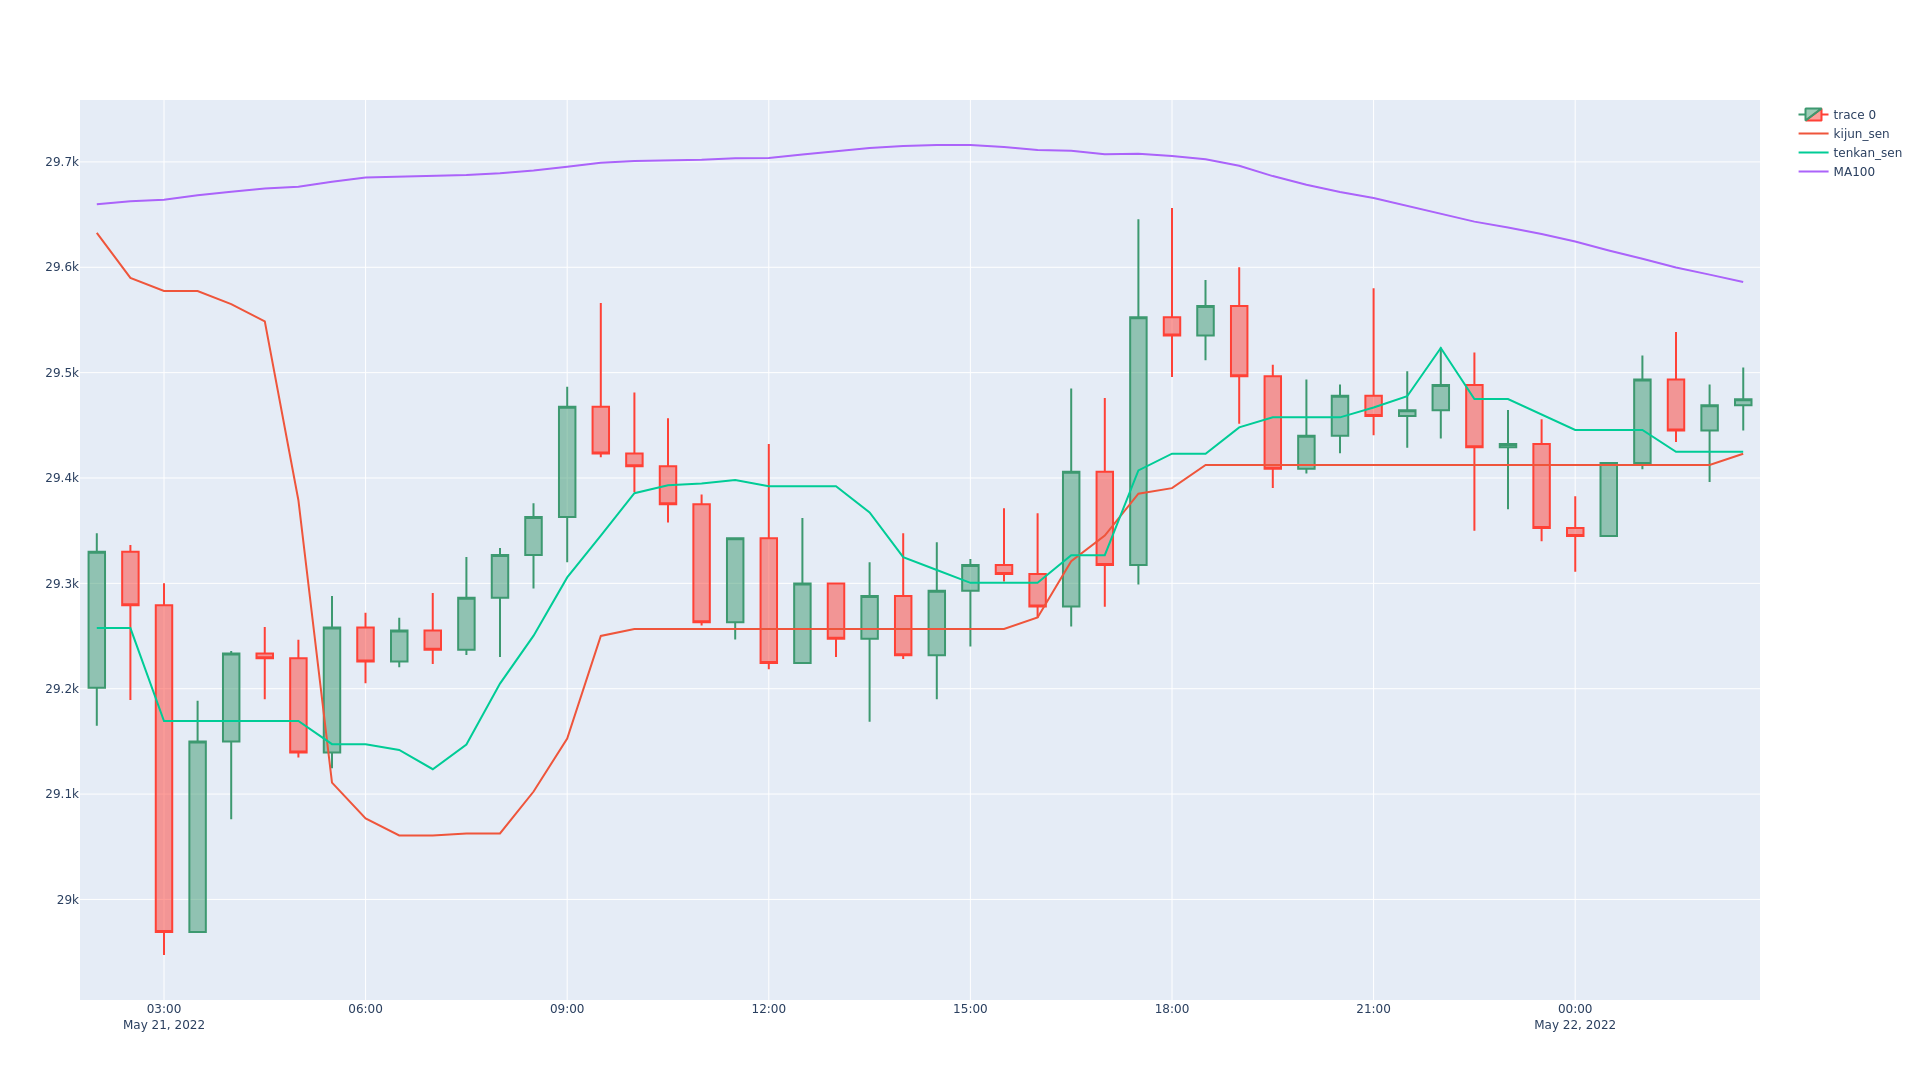 trace 0
kijun_sen
tenkan_sen
MA100
29.7k
29.6k
29.5k
29.4k
29.3k
29.2k
29.1k
29k
03:00 06:00 09:00 12:00 15:00 18:00 21:00 00:00
May 21, 2022 May 22, 2022